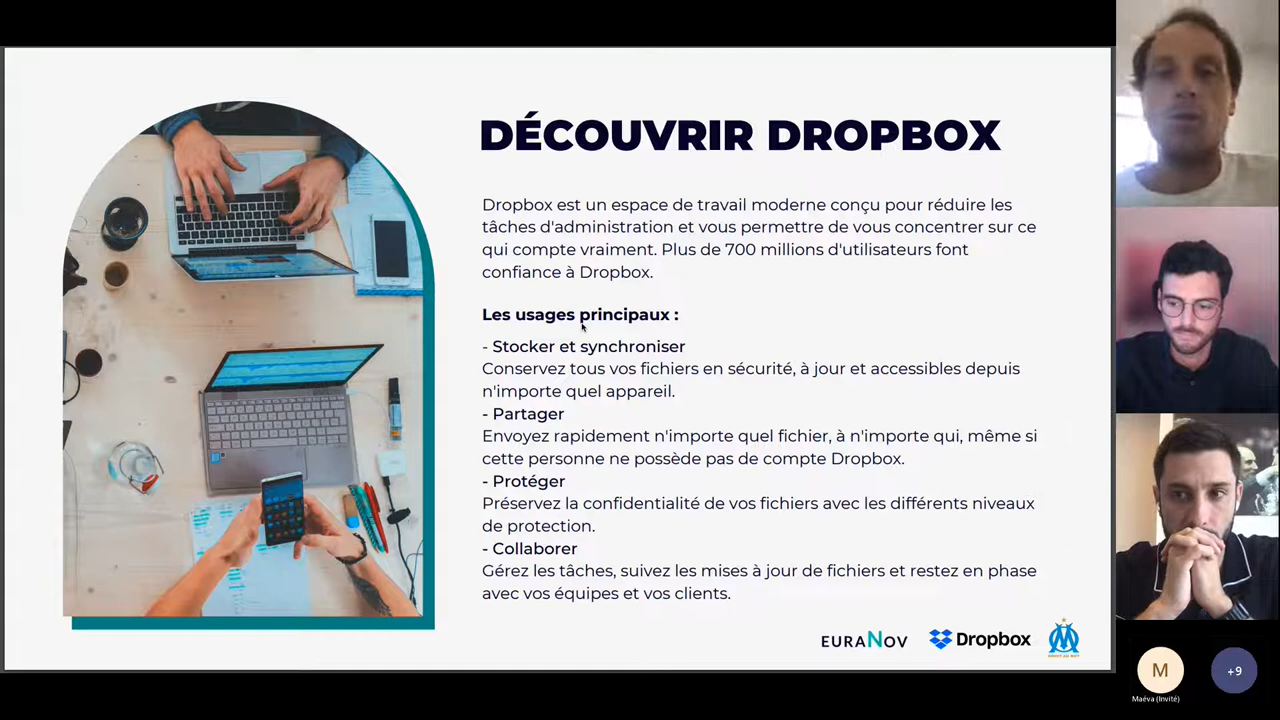 DÉCOUVRIR DROPBOX
Dropbox est un espace de travail moderne conçu pour réduire les
tâches d'administration et vous permettre de vous concentrer sur ce
qui compte vraiment. Plus de 700 millions d'utilisateurs font
confiance à Dropbox.
Les usages principaux :
- Stocker et synchroniser
Conservez tous vos fichiers en sécurité, à jour et accessibles depuis
n'importe quel appareil.
- Partager
Envoyez rapidement n'importe quel fichier, à n'importe qui, même si
cette personne ne possède pas de compte Dropbox.
- Protéger
Préservez la confidentialité de vos fichiers avec les différents niveaux
de protection.
- Collaborer
Gérez les tâches, suivez les mises à jour de fichiers et restez en phase
avec vos équipes et vos clients.
EURANOV
Dropbox
DROIT AU BUT
M
+9
Maéva (Invité)